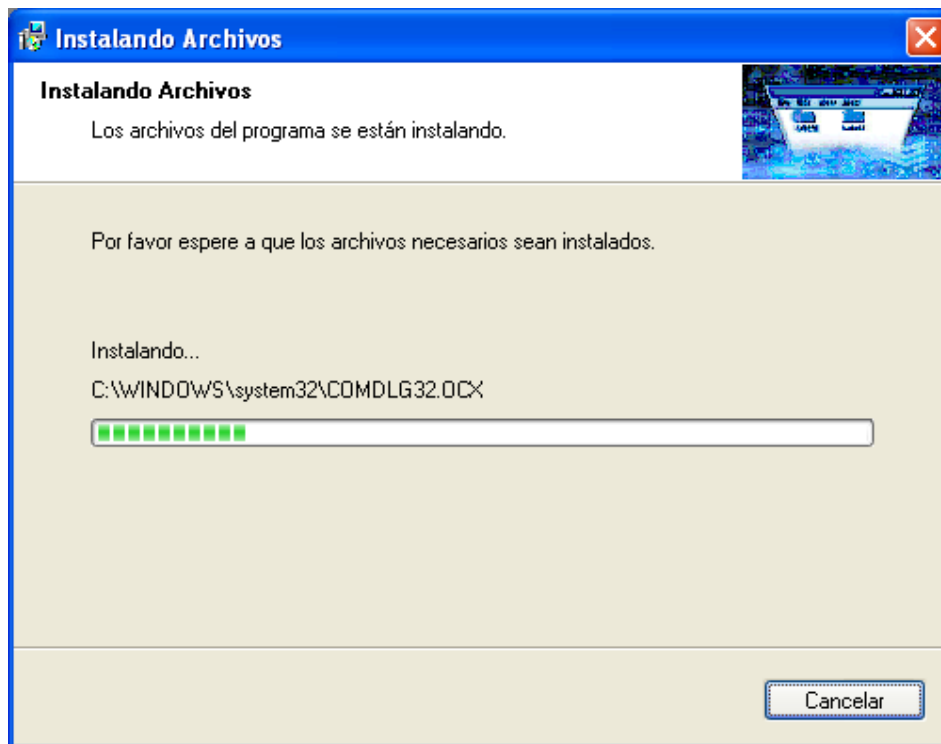 Instalando Archivos
Instalando Archivos
Los archivos del programa se están instalando.
Por favor espere a que los archivos necesarios sean instalados.
Instalando...
C:\WINDOWS\system32\COMDLG32.OCX
Cancelar